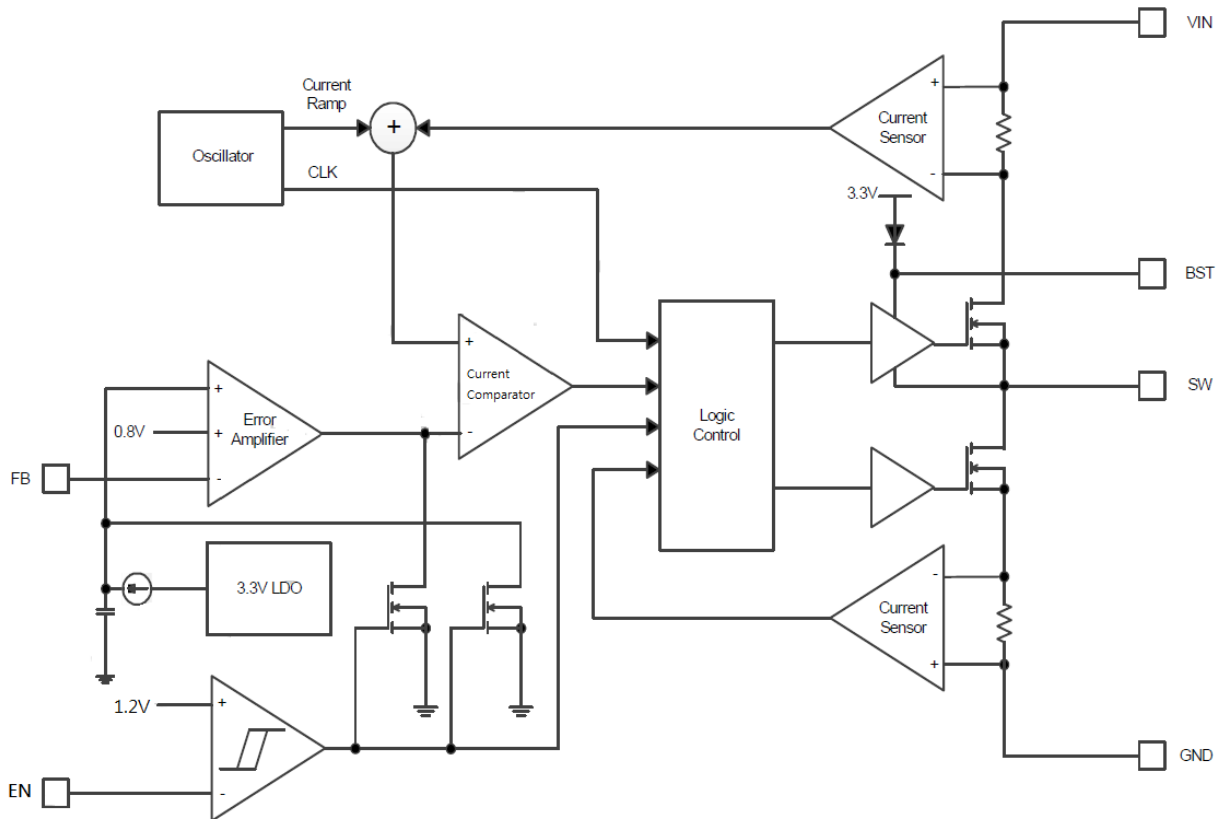 VIN
Current
Ramp
+
Current
Sensor
+
-
Oscillator
CLK
3.3V
BST
+
Current
Comparator
-
SW
Logic
Control
+
Error
Amplifier
0.8V
+
FB
-
3.3V LDO
-
Current
Sensor
+
1.2V
+
GND
EN
-